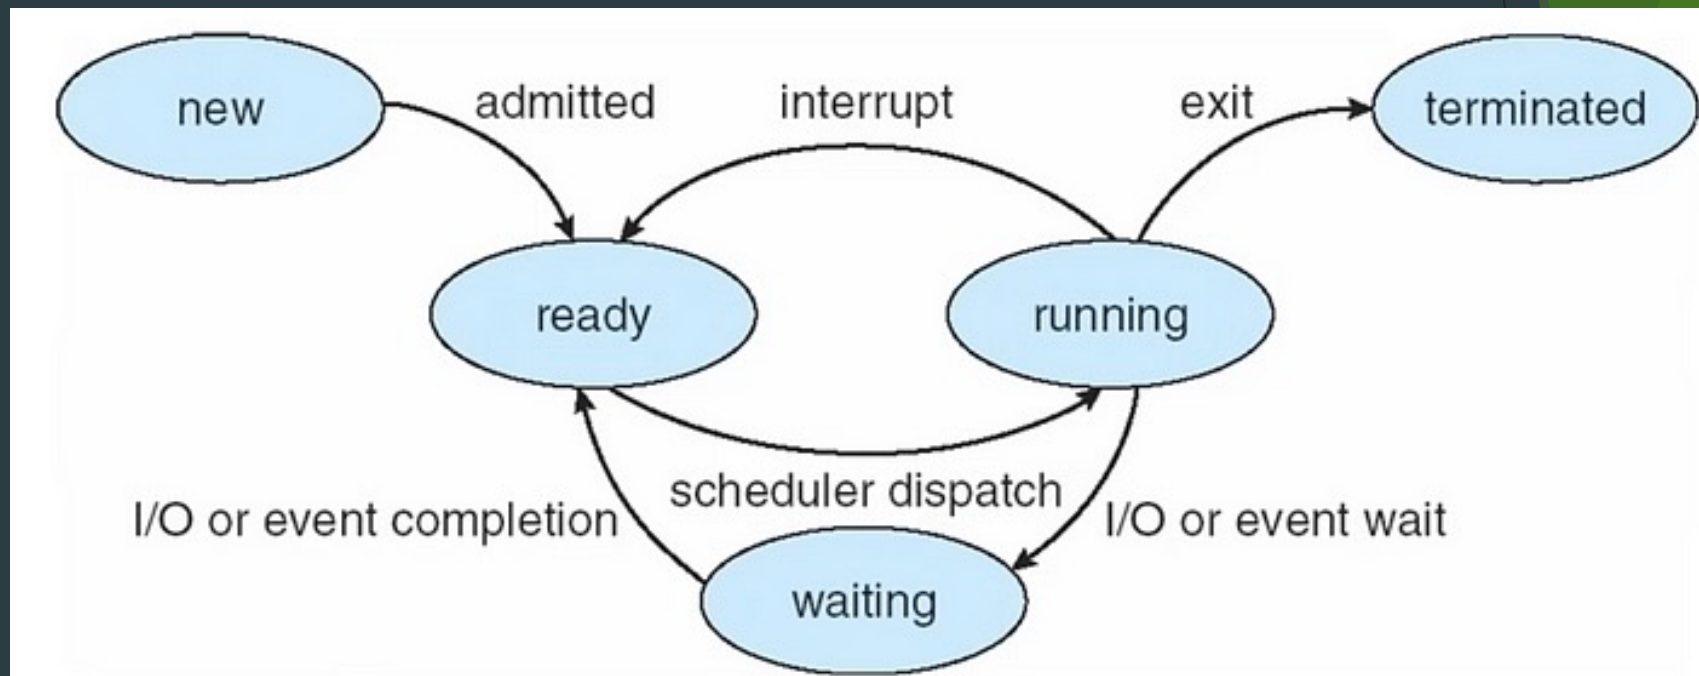 new
admitted
interrupt
exit
terminated
ready
running
scheduler dispatch
I/O or event completion
I/O or event wait
waiting